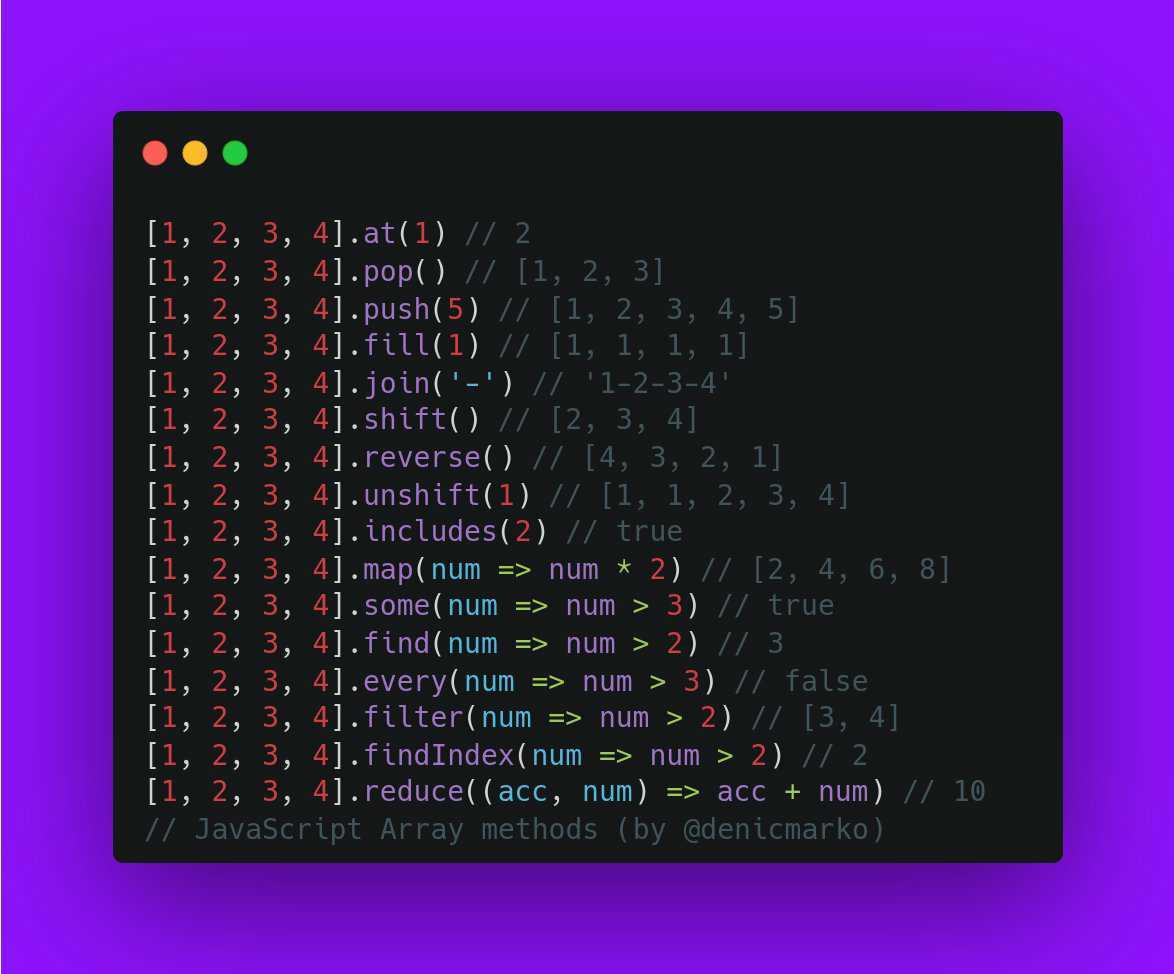 [1, 2, 3, 4].at(1) // 2
[1, 2, 3, 4].pop() // [1, 2, 3]
[1, 2, 3, 4].push(5) // [1, 2, 3, 4, 5]
[1, 2, 3, 4].fill(1) // [1, 1, 1, 1]
[1, 2, 3, 4].join('-') // '1-2-3-4'
[1, 2, 3, 4].shift() // [2, 3, 4]
[1, 2, 3, 4].reverse() // [4, 3, 2, 1]
[1, 2, 3, 4].unshift(1) // [1, 1, 2, 3, 4]
[1, 2, 3, 4].includes(2) // true
[1, 2, 3, 4].map(num => num * 2) // [2, 4, 6, 8]
[1, 2, 3, 4].some(num => num > 3) // true
[1, 2, 3, 4].find(num => num > 2) // 3
[1, 2, 3, 4].every(num => num > 3) // false
[1, 2, 3, 4].filter(num => num > 2) // [3, 4]
[1, 2, 3, 4].findIndex(num => num > 2) // 2
[1, 2, 3, 4].reduce((acc, num) => acc + num) // 10
// JavaScript Array methods (by @denicmarko)